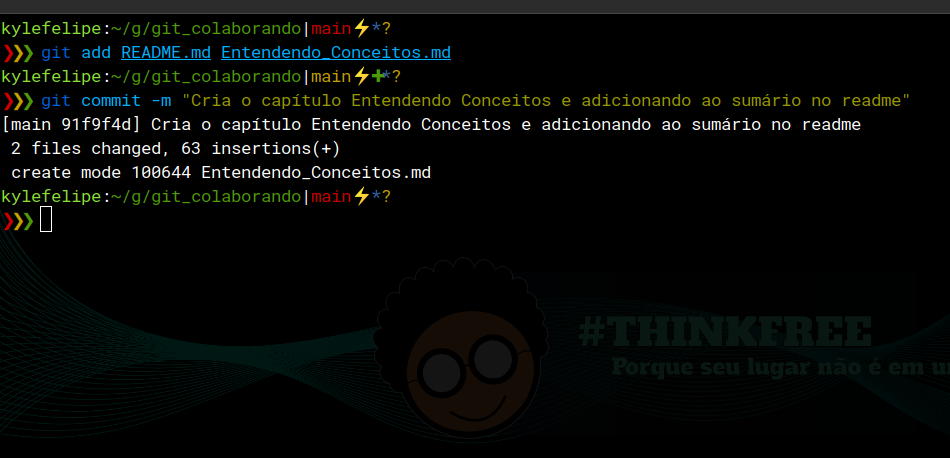 kylefelipe:~/g/git_colaborando|main⚡*?
❯❯❯ git add README.md Entendendo_Conceitos.md
kylefelipe:~/g/git_colaborando|main⚡✚*?
❯❯❯ git commit -m "Cria o capítulo Entendendo Conceitos e adicionando ao sumário no readme"
[main 91f9f4d] Cria o capítulo Entendendo Conceitos e adicionando ao sumário no readme
 2 files changed, 63 insertions(+)
 create mode 100644 Entendendo_Conceitos.md
kylefelipe:~/g/git_colaborando|main⚡*?
❯❯❯
#THINKFREE
Porque seu lugar não é em